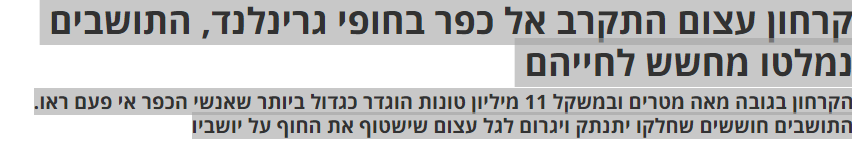 קרחון עצום התקרב אל כפר בחופי גרינלנד, התושבים
נמלטו מחשש לחייהם
הקרחון בגובה מאה מטרים ובמשקל 11 מיליון טונות הוגדר כגדול ביותר שאנשי הכפר אי פעם ראו.
התושבים חוששים שחלקו יתנתק ויגרום לגל עצום שישטוף את החוף על יושביו